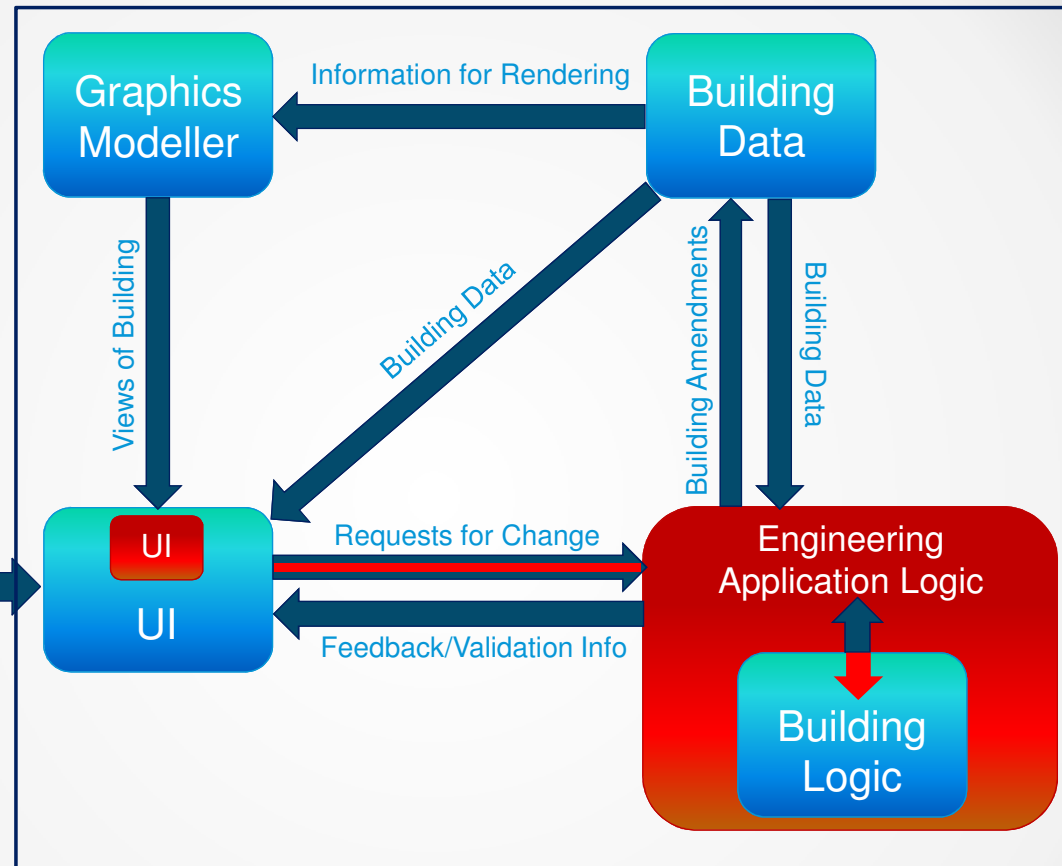 Graphics
Modeller
Information for Rendering
Building
Data
Views of Building
Building Data
Building Amendments
Building Data
UI
UI
Requests for Change
Feedback/Validation Info
Engineering
Application Logic
Building
Logic